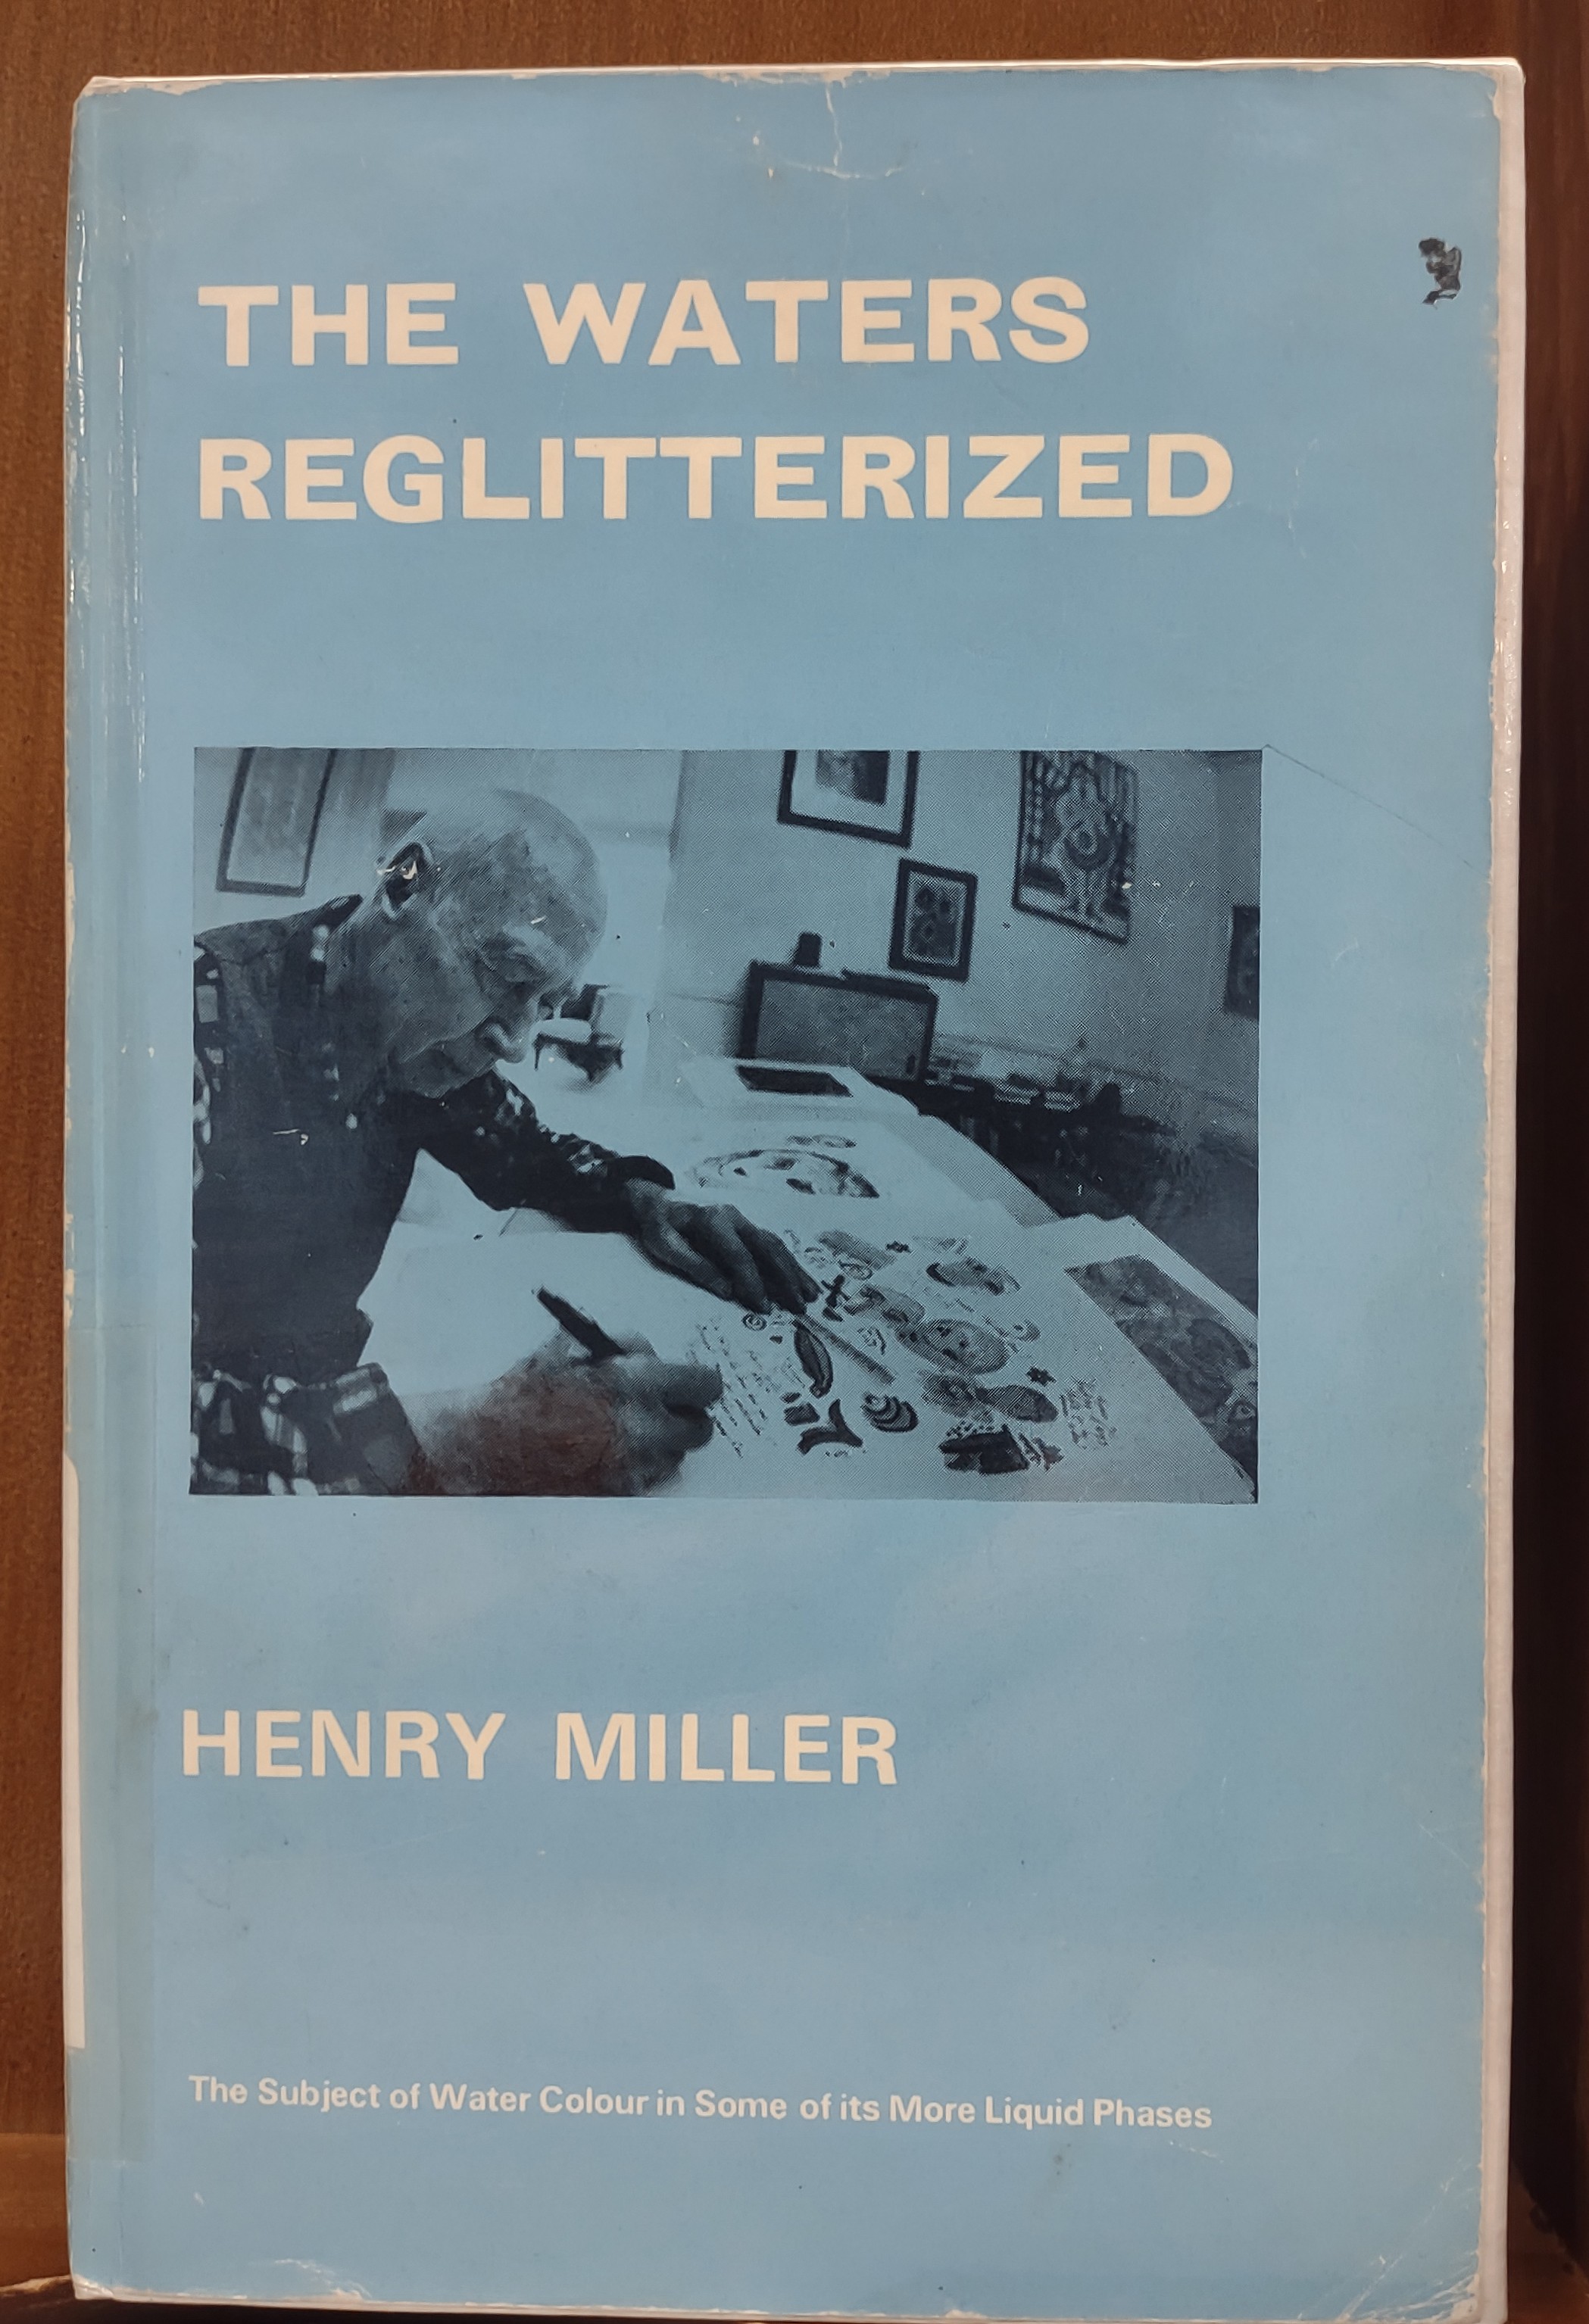 THE WATERS
REGLITTERIZED
HENRY MILLER
The Subject of Water Colour in Some of its More Liquid Phases